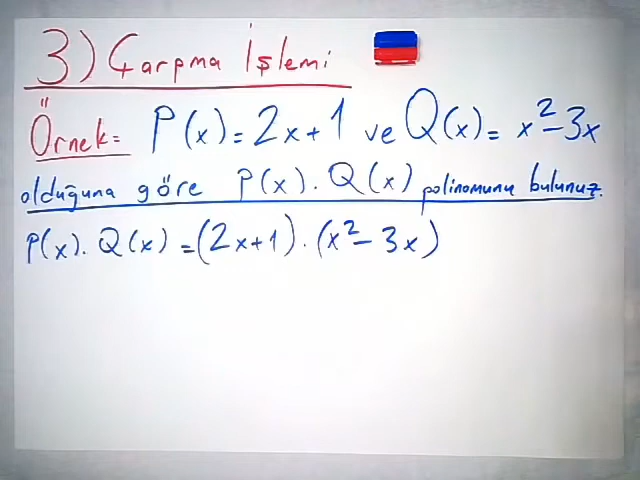 3) Çarpma İşlemi
Örnek= P(x)=2x+1 ve Q(x)= x²-3x
olduğuna göre P(x).Q(x) polinomunu bulunuz.
P(x).Q(x)=(2x+1).(x²-3x)